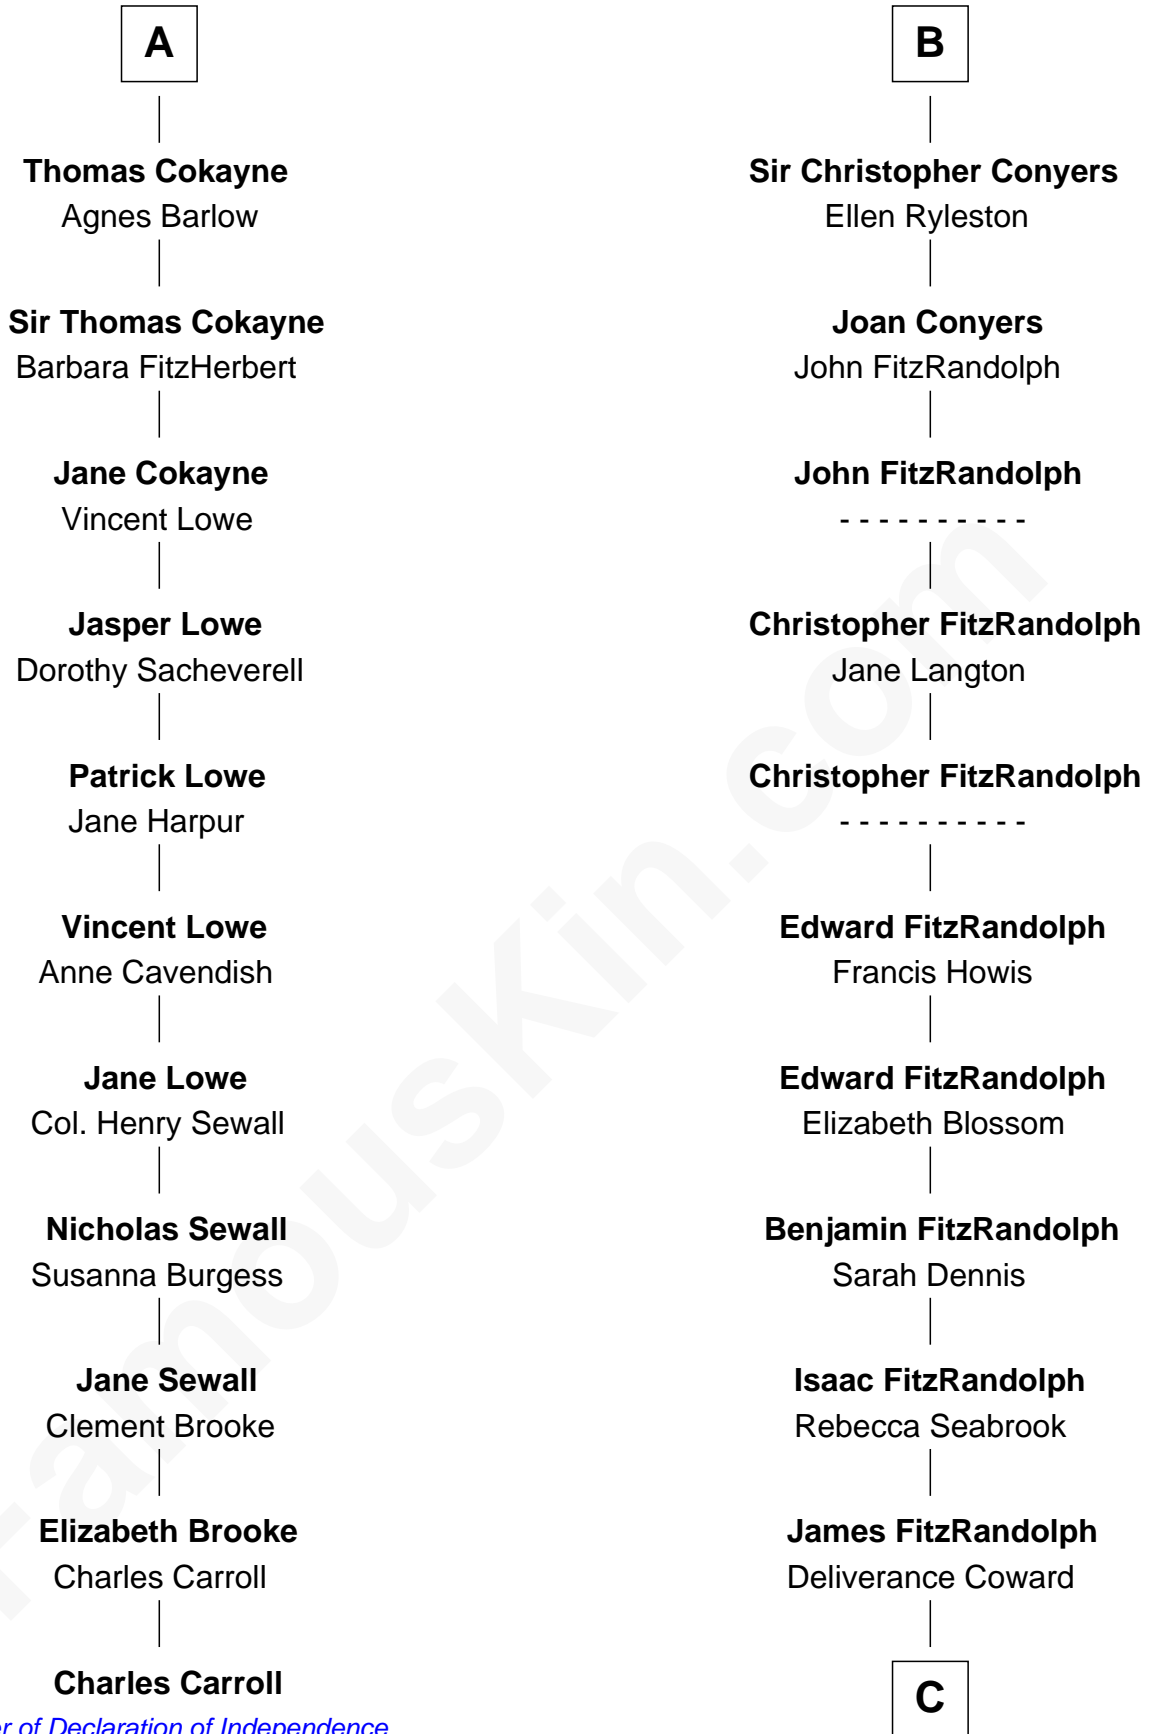 A
Thomas Cokayne
Agnes Barlow
Sir Thomas Cokayne
Barbara FitzHerbert
Jane Cokayne
Vincent Lowe
Jasper Lowe
Dorothy Sacheverell
Patrick Lowe
Jane Harpur
Vincent Lowe
Anne Cavendish
Jane Lowe
Col. Henry Sewall
Nicholas Sewall
Susanna Burgess
Jane Sewall
Clement Brooke
Elizabeth Brooke
Charles Carroll
Charles Carroll
of Declaration of Independence
B
Sir Christopher Conyers
Ellen Ryleston
Joan Conyers
John FitzRandolph
John FitzRandolph
- - - - - - - - - -
Christopher FitzRandolph
Jane Langton
Christopher FitzRandolph
- - - - - - - - - -
Edward FitzRandolph
Francis Howis
Edward FitzRandolph
Elizabeth Blossom
Benjamin FitzRandolph
Sarah Dennis
Isaac FitzRandolph
Rebecca Seabrook
James FitzRandolph
Deliverance Coward
C
FamousKin.com